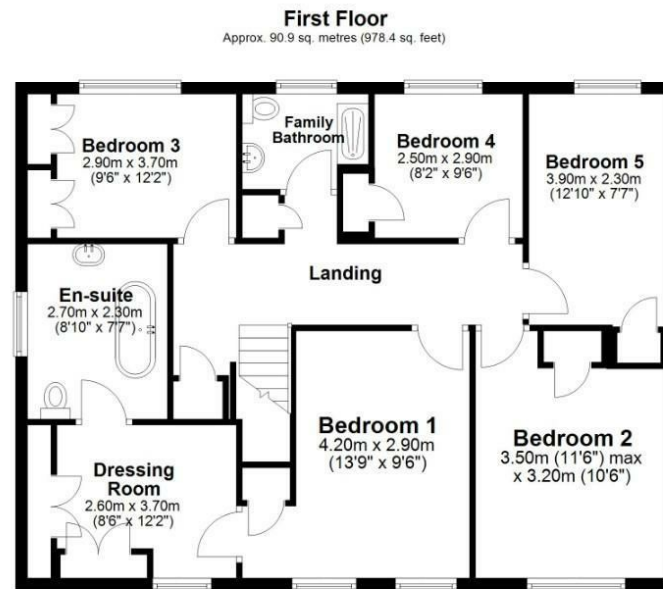 First Floor
Approx. 90.9 sq. metres (978.4 sq. feet)
Bedroom 3
2.90m x 3.70m
(9'6" x 12'2")
Family
Bathroom
Bedroom 4
2.50m x 2.90m
(8'2" x 9'6")
Bedroom 5
3.90m x 2.30m
(12'10" x 7'7")
Landing
En-suite
2.70m x 2.30m
(8'10" x 7'7")
Bedroom 1
4.20m x 2.90m
(13'9" x 9'6")
Bedroom 2
3.50m (11'6") max
x 3.20m (10'6")
Dressing
Room
2.60m x 3.70m
(8'6" x 12'2")